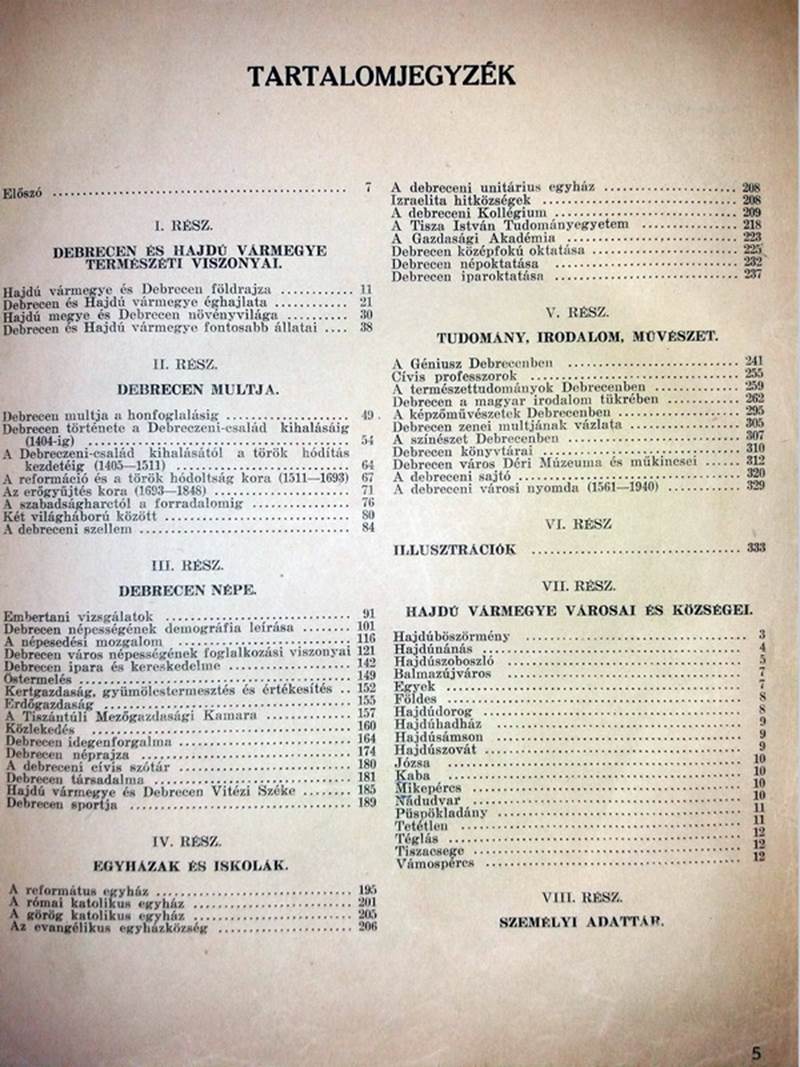 TARTALOMJEGYZÉK
Előszó ................................................ 7
I. RÉSZ.
DEBRECEN ÉS HAJDÚ VÁRMEGYE
TERMÉSZETI VISZONYAI.
Hajdú vármegye és Debrecen földrajza ............ 11
Debrecen és Hajdú vármegye éghajlata ............ 21
Hajdú megye és Debrecen növényvilága ............ 30
Debrecen és Hajdú vármegye fontosabb állatai .... 38
II. RÉSZ.
DEBRECEN MULTJA.
Debrecen multja a honfoglalásig .................. 49
Debrecen története a Debreczeni-család kihalásáig
(1404-ig) .................................... 54
A Debreczeni-család kihalásától a török hódítás
kezdetéig (1405—1511) ........................ 64
A reformáció és a török hódoltság kora (1511—1693) 67
Az erőgyűjtés kora (1693—1848) .................. 71
A szabadságharctól a forradalomig ................ 76
Két világháború között .......................... 80
A debreceni szellem .............................. 84
III. RÉSZ.
DEBRECEN NÉPE.
Embertani vizsgálatok .......................... 91
Debrecen népességének demográfia leírása ........ 101
A népesedési mozgalom .......................... 116
Debrecen város népességének foglalkozási viszonyai 121
Debrecen ipara és kereskedelme .................. 142
Őstermelés ...................................... 149
Kertgazdaság, gyümölcstermesztés és értékesítés .. 152
Erdőgazdaság .................................... 155
A Tiszántúli Mezőgazdasági Kamara .............. 157
Közlekedés ...................................... 160
Debrecen idegenforgalma ........................ 164
Debrecen néprajza .............................. 174
A debreceni cívis szótár ........................ 180
Debrecen társadalma ............................ 181
Hajdú vármegye és Debrecen Vitézi Széke ........ 185
Debrecen sportja ................................ 189
IV. RÉSZ.
EGYHÁZAK ÉS ISKOLÁK.
A református egyház ............................ 195
A római katolikus egyház ........................ 201
A görög katolikus egyház ........................ 205
Az evangélikus egyházközség .................... 206
A debreceni unitárius egyház .................... 208
Izraelita hitközségek ............................ 208
A debreceni Kollégium .......................... 209
A Tisza István Tudományegyetem ................ 218
A Gazdasági Akadémia .......................... 223
Debrecen középfokú oktatása .................... 225
Debrecen népoktatása .......................... 232
Debrecen iparoktatása .......................... 237
V. RÉSZ.
TUDOMÁNY, IRODALOM, MŰVÉSZET.
A Géniusz Debrecenben ........................ 241
Cívis professzorok .............................. 255
A természettudományok Debrecenben ............ 259
Debrecen a magyar irodalom tükrében ............ 262
A képzőművészetek Debrecenben ................ 295
Debrecen zenei multjának vázlata ................ 305
A színészet Debrecenben ........................ 307
Debrecen könyvtárai ............................ 310
Debrecen város Déri Múzeuma és műkincsei ...... 312
A debreceni sajtó ................................ 320
A debreceni városi nyomda (1561—1940) .......... 329
VI. RÉSZ
ILLUSZTRÁCIÓK .............................. 333
VII. RÉSZ.
HAJDÚ VÁRMEGYE VÁROSAI ÉS KÖZSÉGEI.
Hajdúböszörmény .............................. 3
Hajdúnánás .................................... 4
Hajdúszoboszló ................................ 5
Balmazújváros .................................. 7
Egyek .......................................... 7
Földes .......................................... 8
Hajdúdorog .................................... 8
Hajdúhadház .................................. 9
Hajdúsámson .................................. 9
Hajdúszovát .................................... 9
Józsa .......................................... 10
Kaba .......................................... 10
Mikepércs ...................................... 10
Nádudvar ...................................... 10
Püspökladány .................................. 11
Tetétlen ........................................ 11
Téglás .......................................... 12
Tiszacsege ...................................... 12
Vámospércs .................................... 12
VIII. RÉSZ.
SZEMÉLYI ADATTÁR.
5